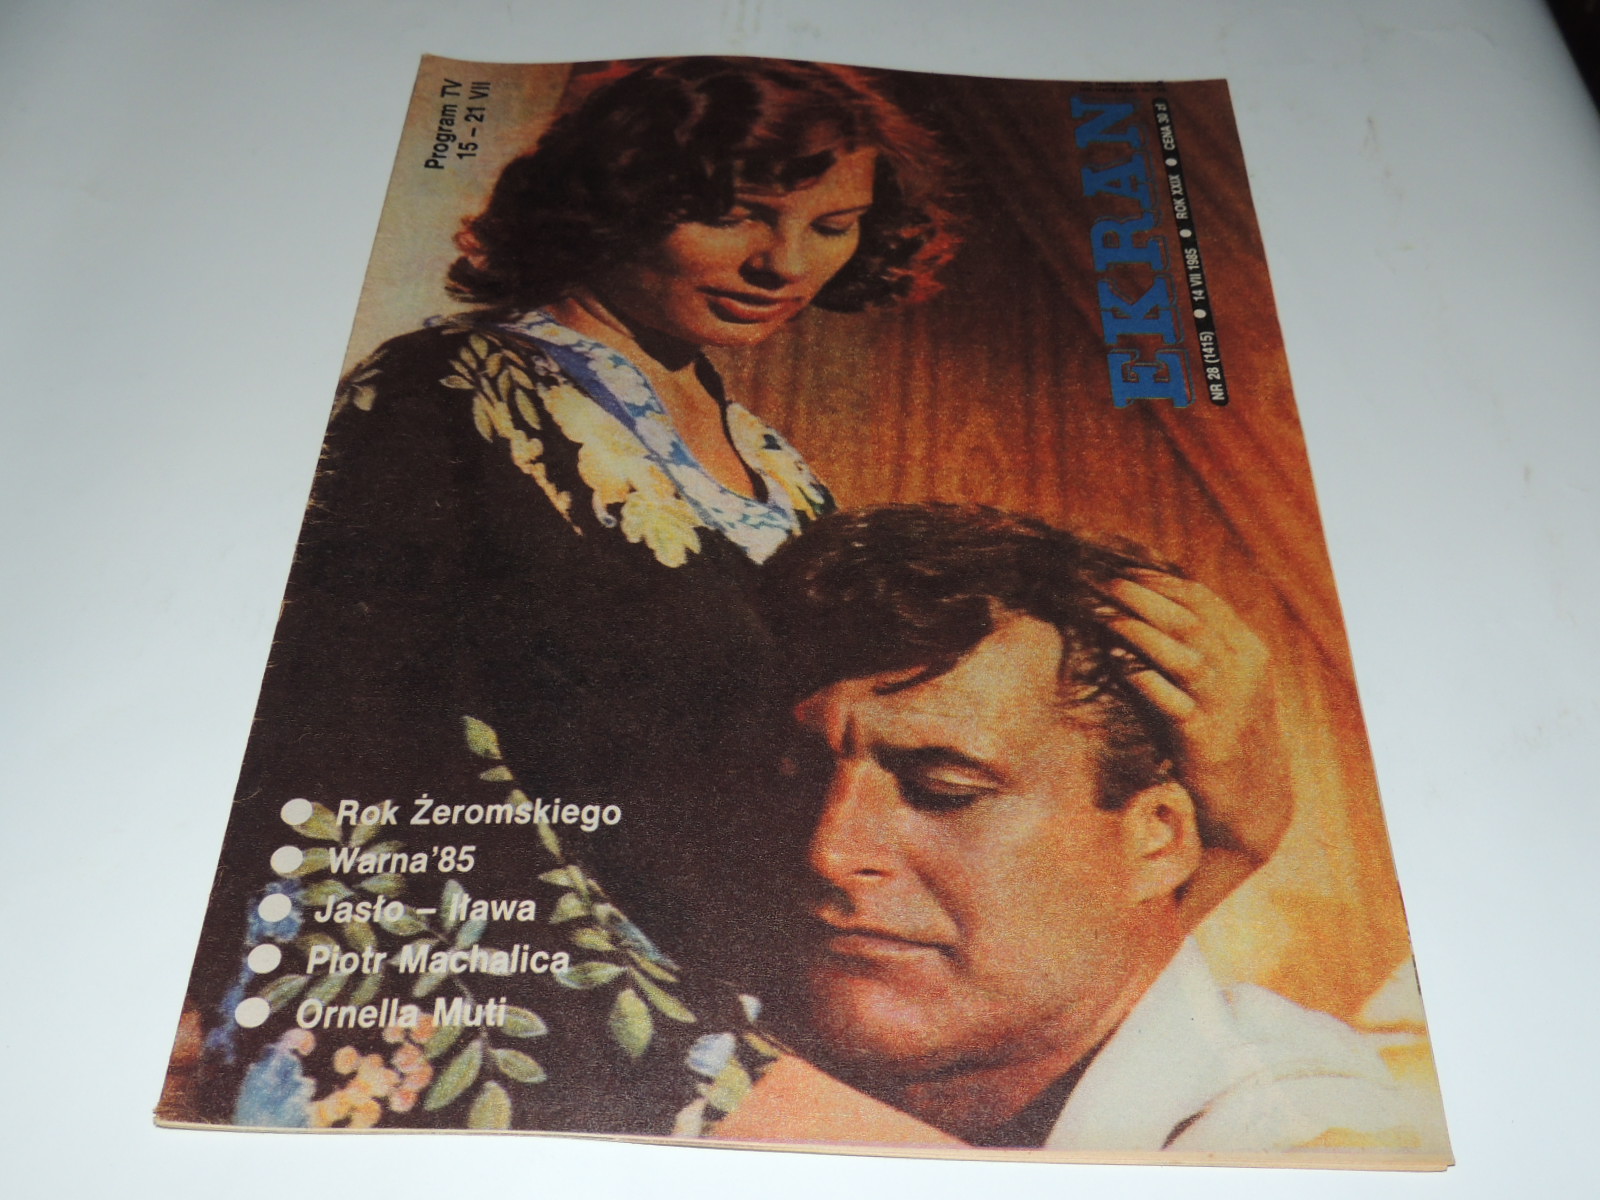 Program TV
15 – 21 VII
EKRAN
NR 28 (1415) ● 14 VII 1985 ● ROK XXIX ● CENA 30 zł
● Rok Żeromskiego
● Warna'85
● Jasło – Iława
● Piotr Machalica
● Ornella Muti